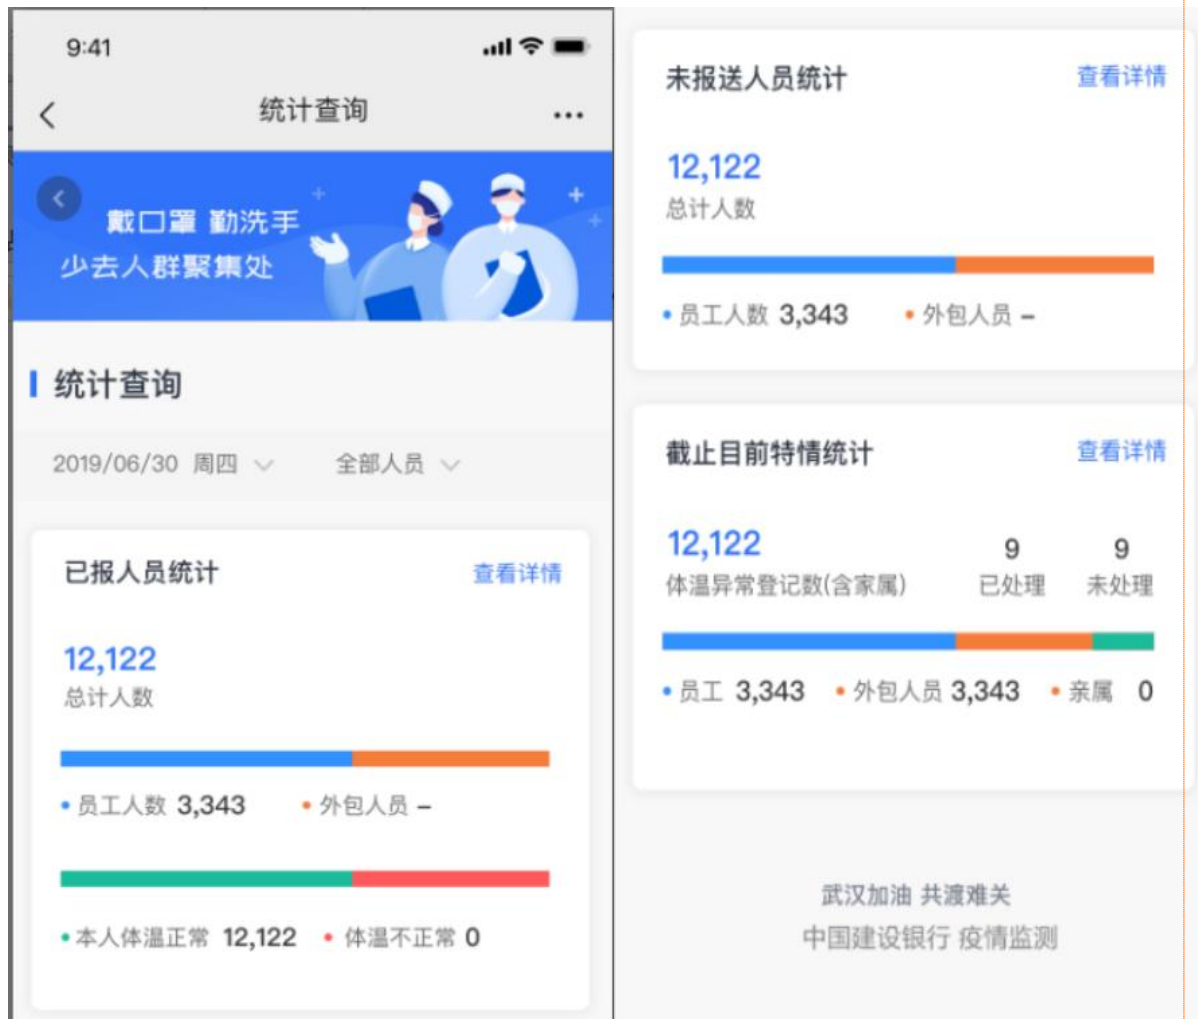 9:41
统计查询
戴口罩 勤洗手
少去人群聚集处
统计查询
2019/06/30 周四 全部人员
已报人员统计 查看详情
12,122
总计人数
员工人数 3,343 外包人员 –
本人体温正常 12,122 体温不正常 0
未报送人员统计 查看详情
12,122
总计人数
员工人数 3,343 外包人员 –
截止目前特情统计 查看详情
12,122 9 9
体温异常登记数(含家属) 已处理 未处理
员工 3,343 外包人员 3,343 亲属 0
武汉加油 共渡难关
中国建设银行 疫情监测